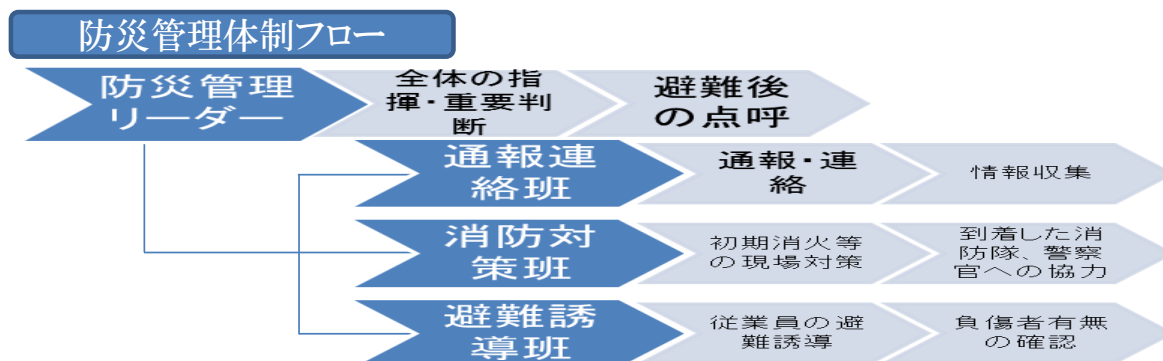 防災管理体制フロー
防災管理
リーダー
全体の指
揮・重要判
断
避難後
の点呼
通報連
絡班
通報・連
絡
情報収集
消防対
策班
初期消火等
の現場対策
到着した消
防隊、警察
官への協力
避難誘
導班
従業員の避
難誘導
負傷者有無
の確認